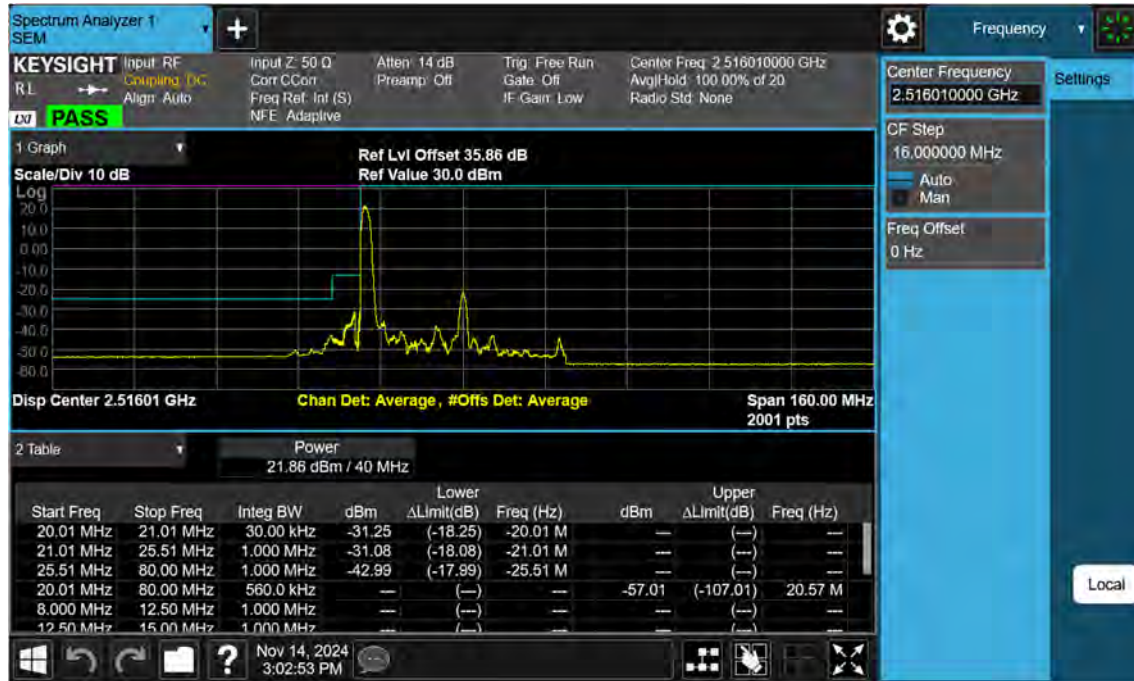 Spectrum Analyzer 1
SEM
+
Frequency
KEYSIGHT Input: RF Input Z: 50 Ω Atten: 14 dB Trig: Free Run Center Freq: 2.516010000 GHz
RL Coupling: DC Corr CCorr Preamp: Off Gate: Off Avg|Hold: 100.00% of 20
Align: Auto Freq Ref: Int (S) IF Gain: Low Radio Std: None
LXI PASS NFE: Adaptive
Center Frequency
2.516010000 GHz
Settings
CF Step
16.000000 MHz
Auto
Man
Freq Offset
0 Hz
Local
1 Graph
Scale/Div 10 dB
Ref Lvl Offset 35.86 dB
Ref Value 30.0 dBm
Log
20.0
10.0
0.00
-10.0
-20.0
-30.0
-40.0
-50.0
-60.0
Disp Center 2.51601 GHz Chan Det: Average, #Offs Det: Average Span 160.00 MHz
2001 pts
2 Table
Power
21.86 dBm / 40 MHz
Lower Upper
Start Freq Stop Freq Integ BW dBm ΔLimit(dB) Freq (Hz) dBm ΔLimit(dB) Freq (Hz)
20.01 MHz 21.01 MHz 30.00 kHz -31.25 (-18.25) -20.01 M --- (---) ---
21.01 MHz 25.51 MHz 1.000 MHz -31.08 (-18.08) -21.01 M --- (---) ---
25.51 MHz 80.00 MHz 1.000 MHz -42.99 (-17.99) -25.51 M --- (---) ---
20.01 MHz 80.00 MHz 560.0 kHz --- (---) --- -57.01 (-107.01) 20.57 M
8.000 MHz 12.50 MHz 1.000 MHz --- (---) --- --- (---) ---
12.50 MHz 15.00 MHz 1.000 MHz --- (---) --- --- (---) ---
?
Nov 14, 2024
3:02:53 PM